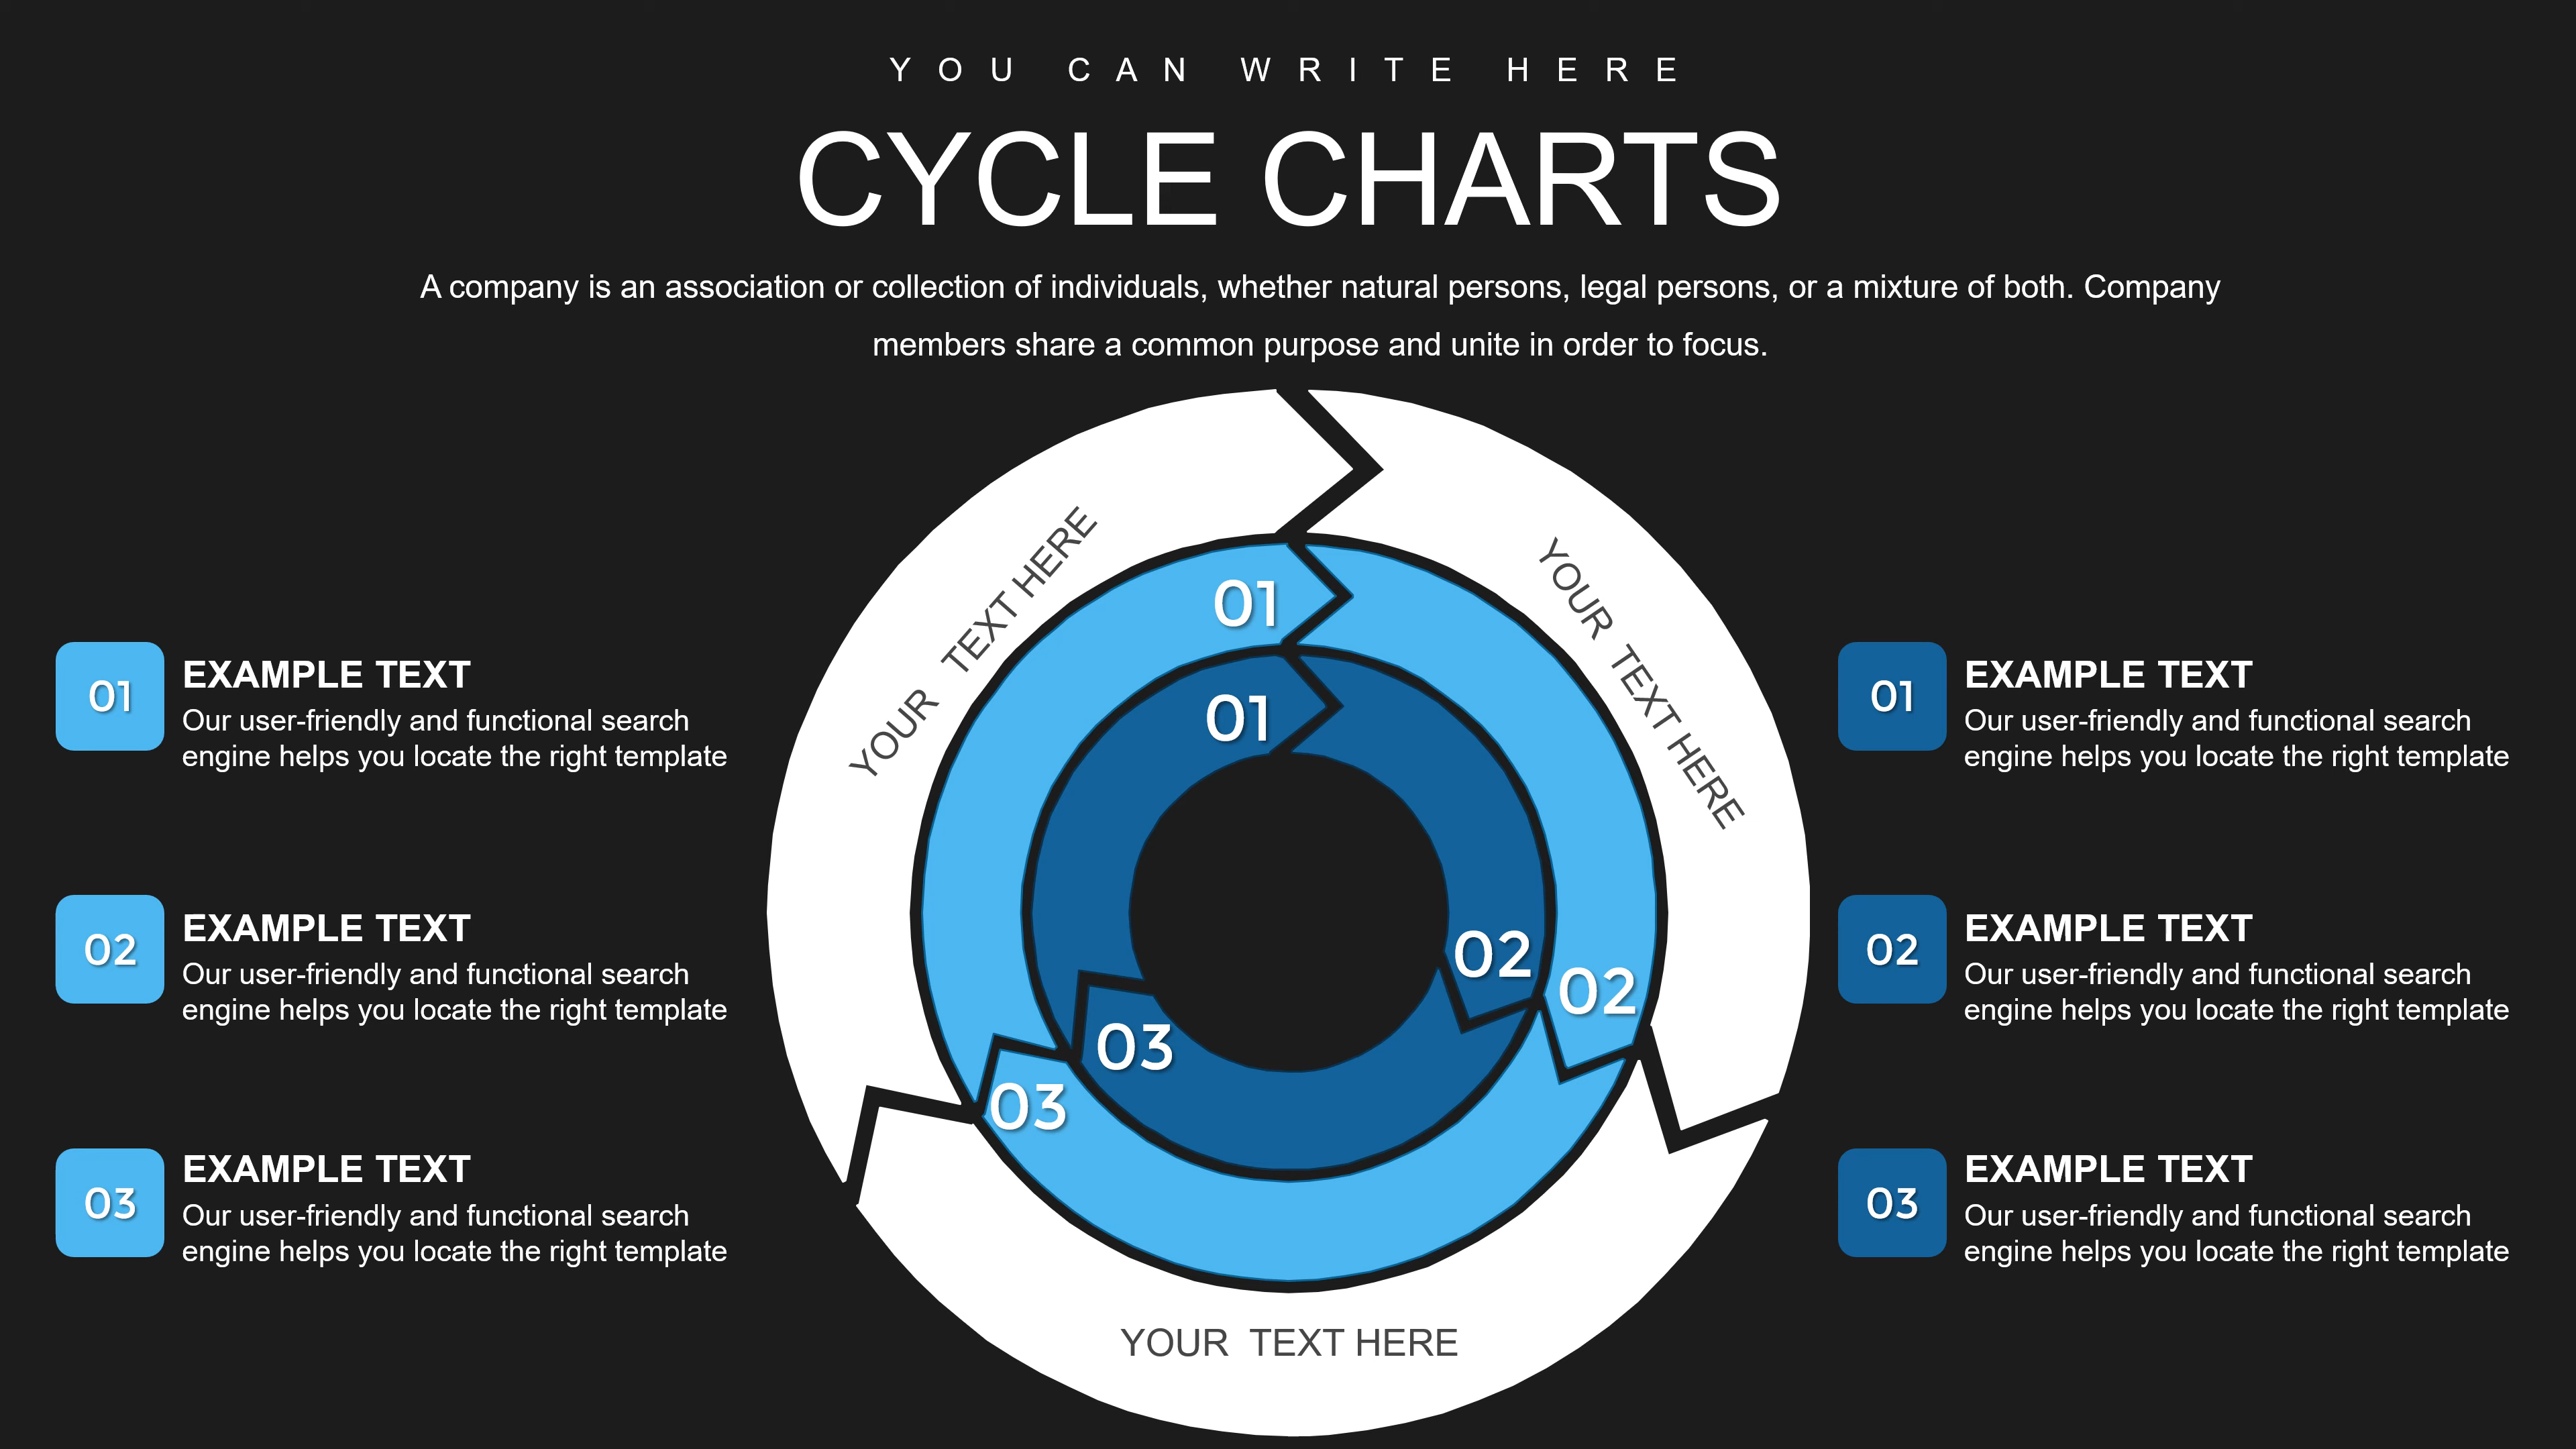 YOU CAN WRITE HERE
CYCLE CHARTS
A company is an association or collection of individuals, whether natural persons, legal persons, or a mixture of both. Company
members share a common purpose and unite in order to focus.
01
EXAMPLE TEXT
Our user-friendly and functional search
engine helps you locate the right template
02
EXAMPLE TEXT
Our user-friendly and functional search
engine helps you locate the right template
03
EXAMPLE TEXT
Our user-friendly and functional search
engine helps you locate the right template
YOUR TEXT HERE
YOUR TEXT HERE
YOUR TEXT HERE
01
02
03
01
02
03
01
EXAMPLE TEXT
Our user-friendly and functional search
engine helps you locate the right template
02
EXAMPLE TEXT
Our user-friendly and functional search
engine helps you locate the right template
03
EXAMPLE TEXT
Our user-friendly and functional search
engine helps you locate the right template